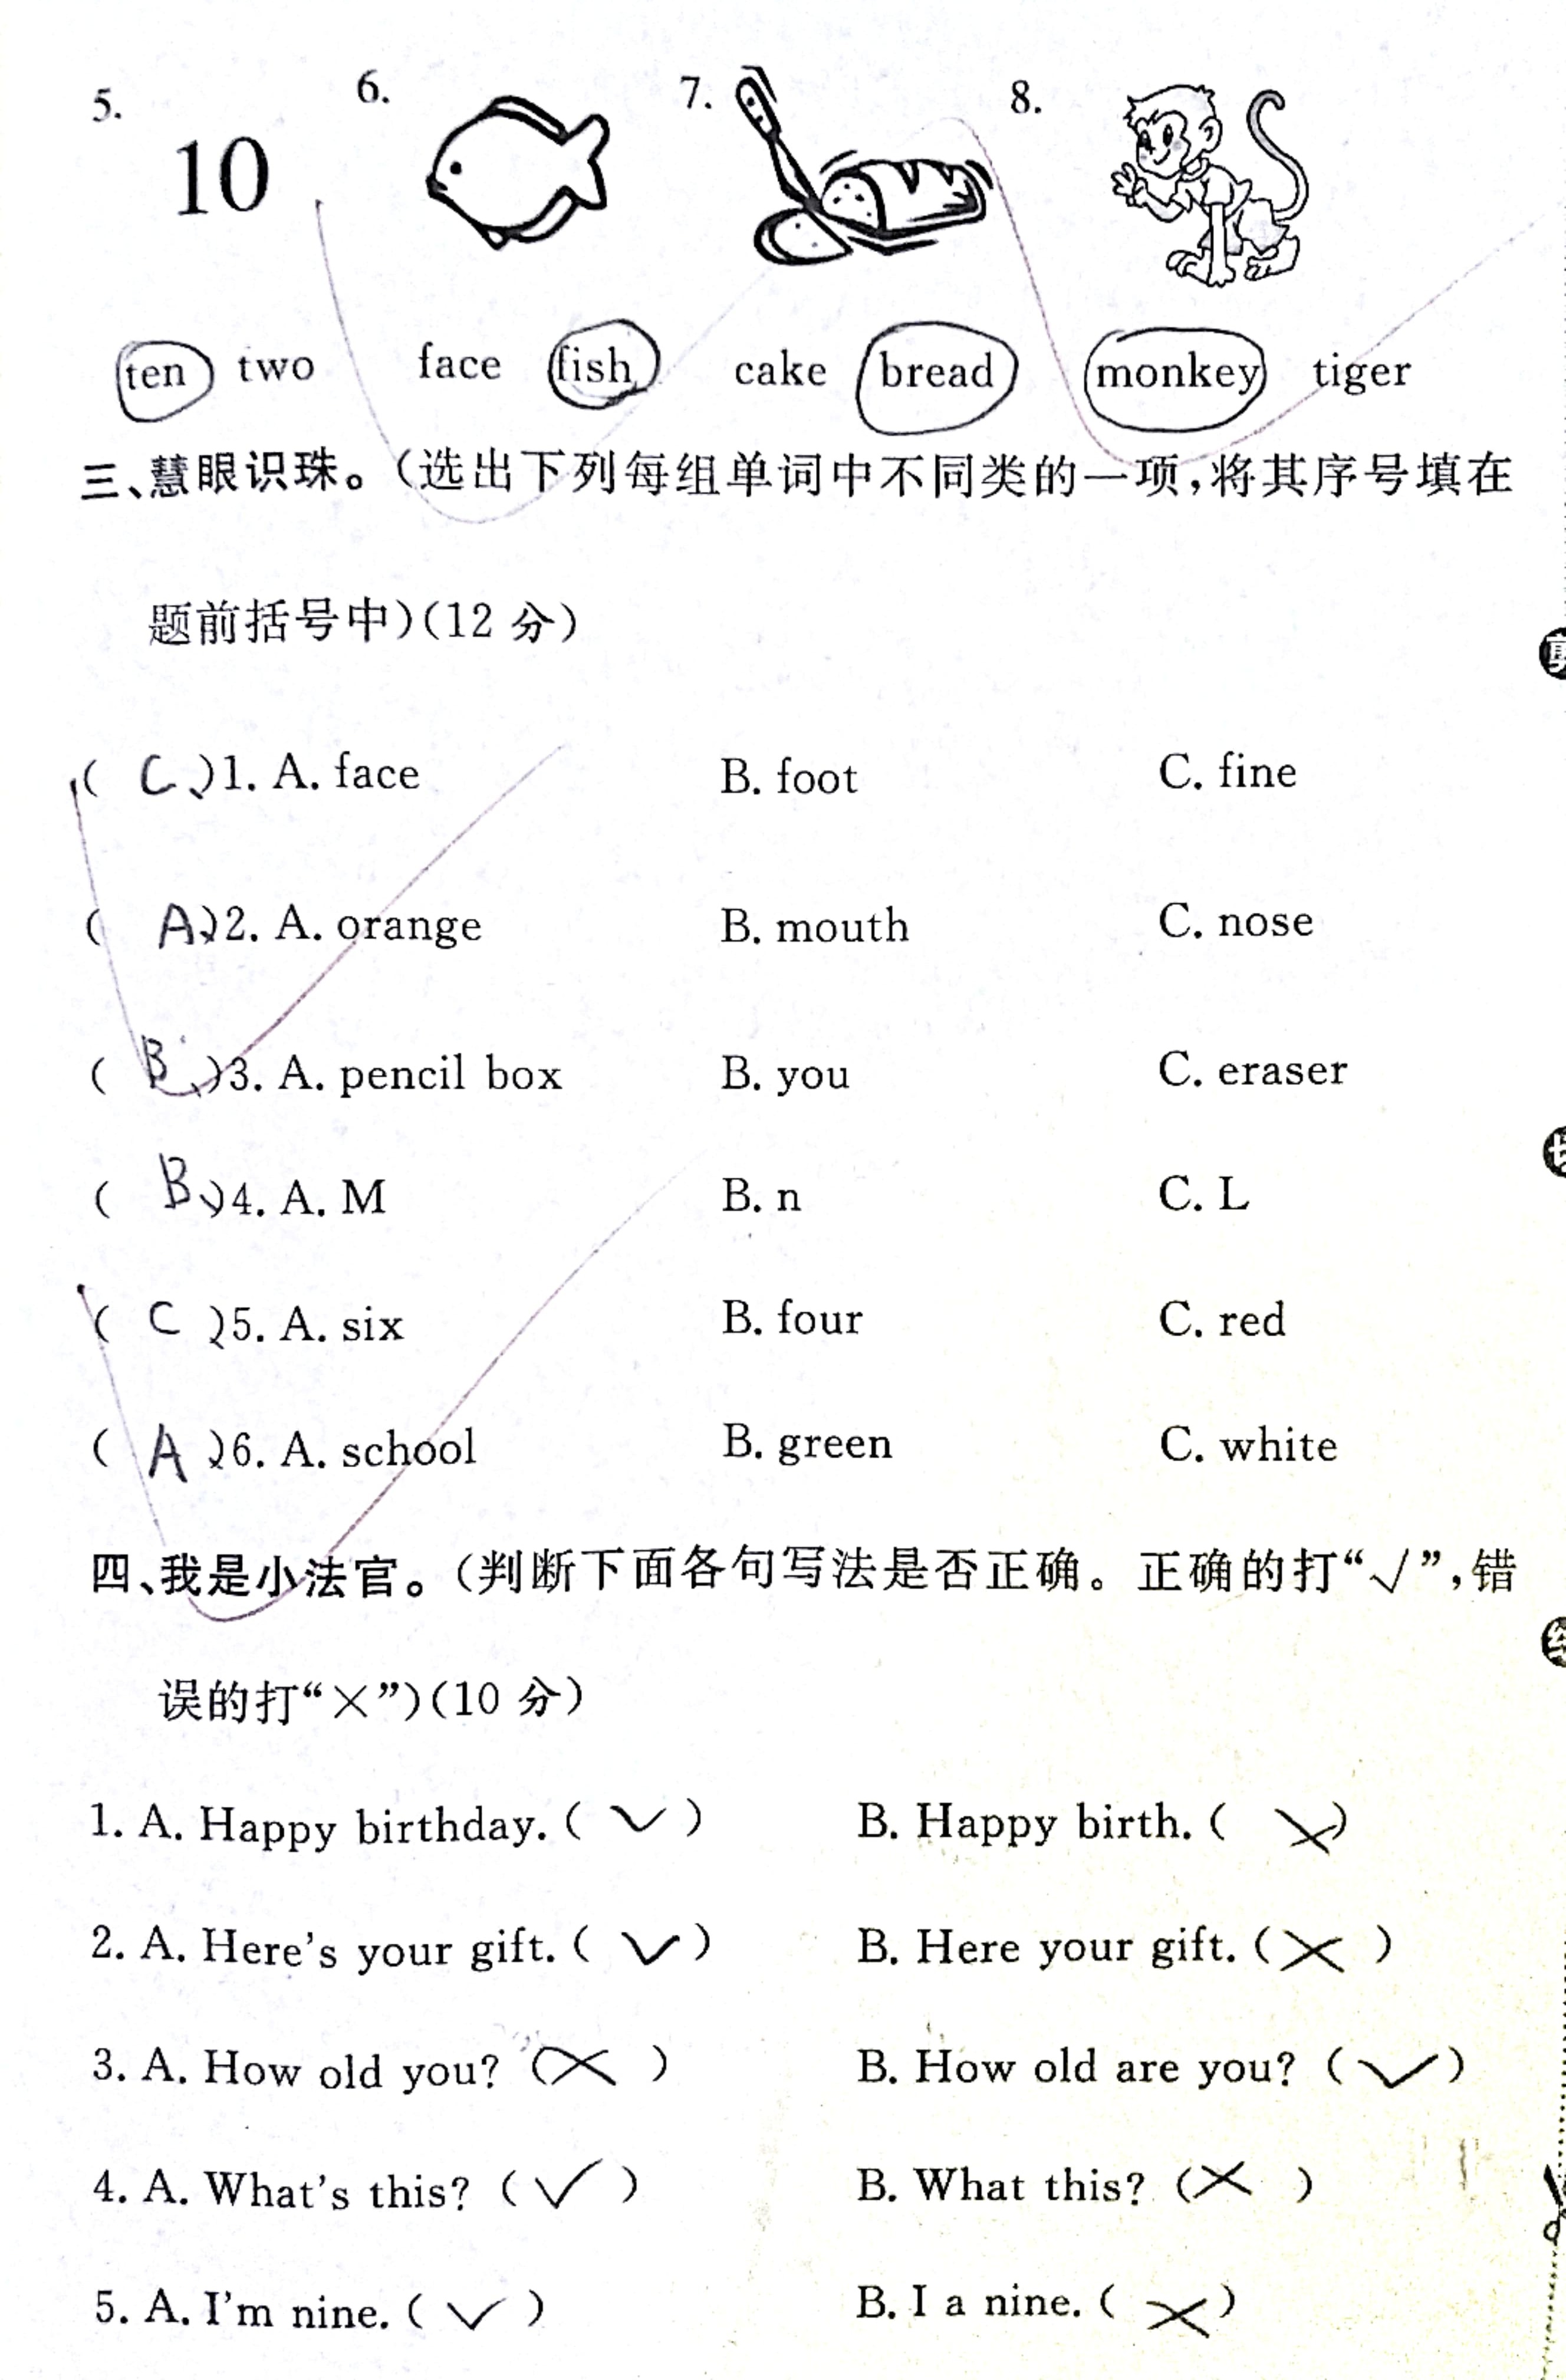 5. 6. 7. 8.
10
ten two face fish cake bread monkey tiger
三、慧眼识珠。(选出下列每组单词中不同类的一项,将其序号填在
题前括号中)(12 分)
( C )1. A. face B. foot C. fine
( A )2. A. orange B. mouth C. nose
( B )3. A. pencil box B. you C. eraser
( B )4. A. M B. n C. L
( C )5. A. six B. four C. red
( A )6. A. school B. green C. white
四、我是小法官。(判断下面各句写法是否正确。正确的打“√”,错
误的打“×”)(10 分)
1. A. Happy birthday. ( √ ) B. Happy birth. ( × )
2. A. Here's your gift. ( √ ) B. Here your gift. ( × )
3. A. How old you? ( × ) B. How old are you? ( √ )
4. A. What's this? ( √ ) B. What this? ( × )
5. A. I'm nine. ( √ ) B. I a nine. ( × )